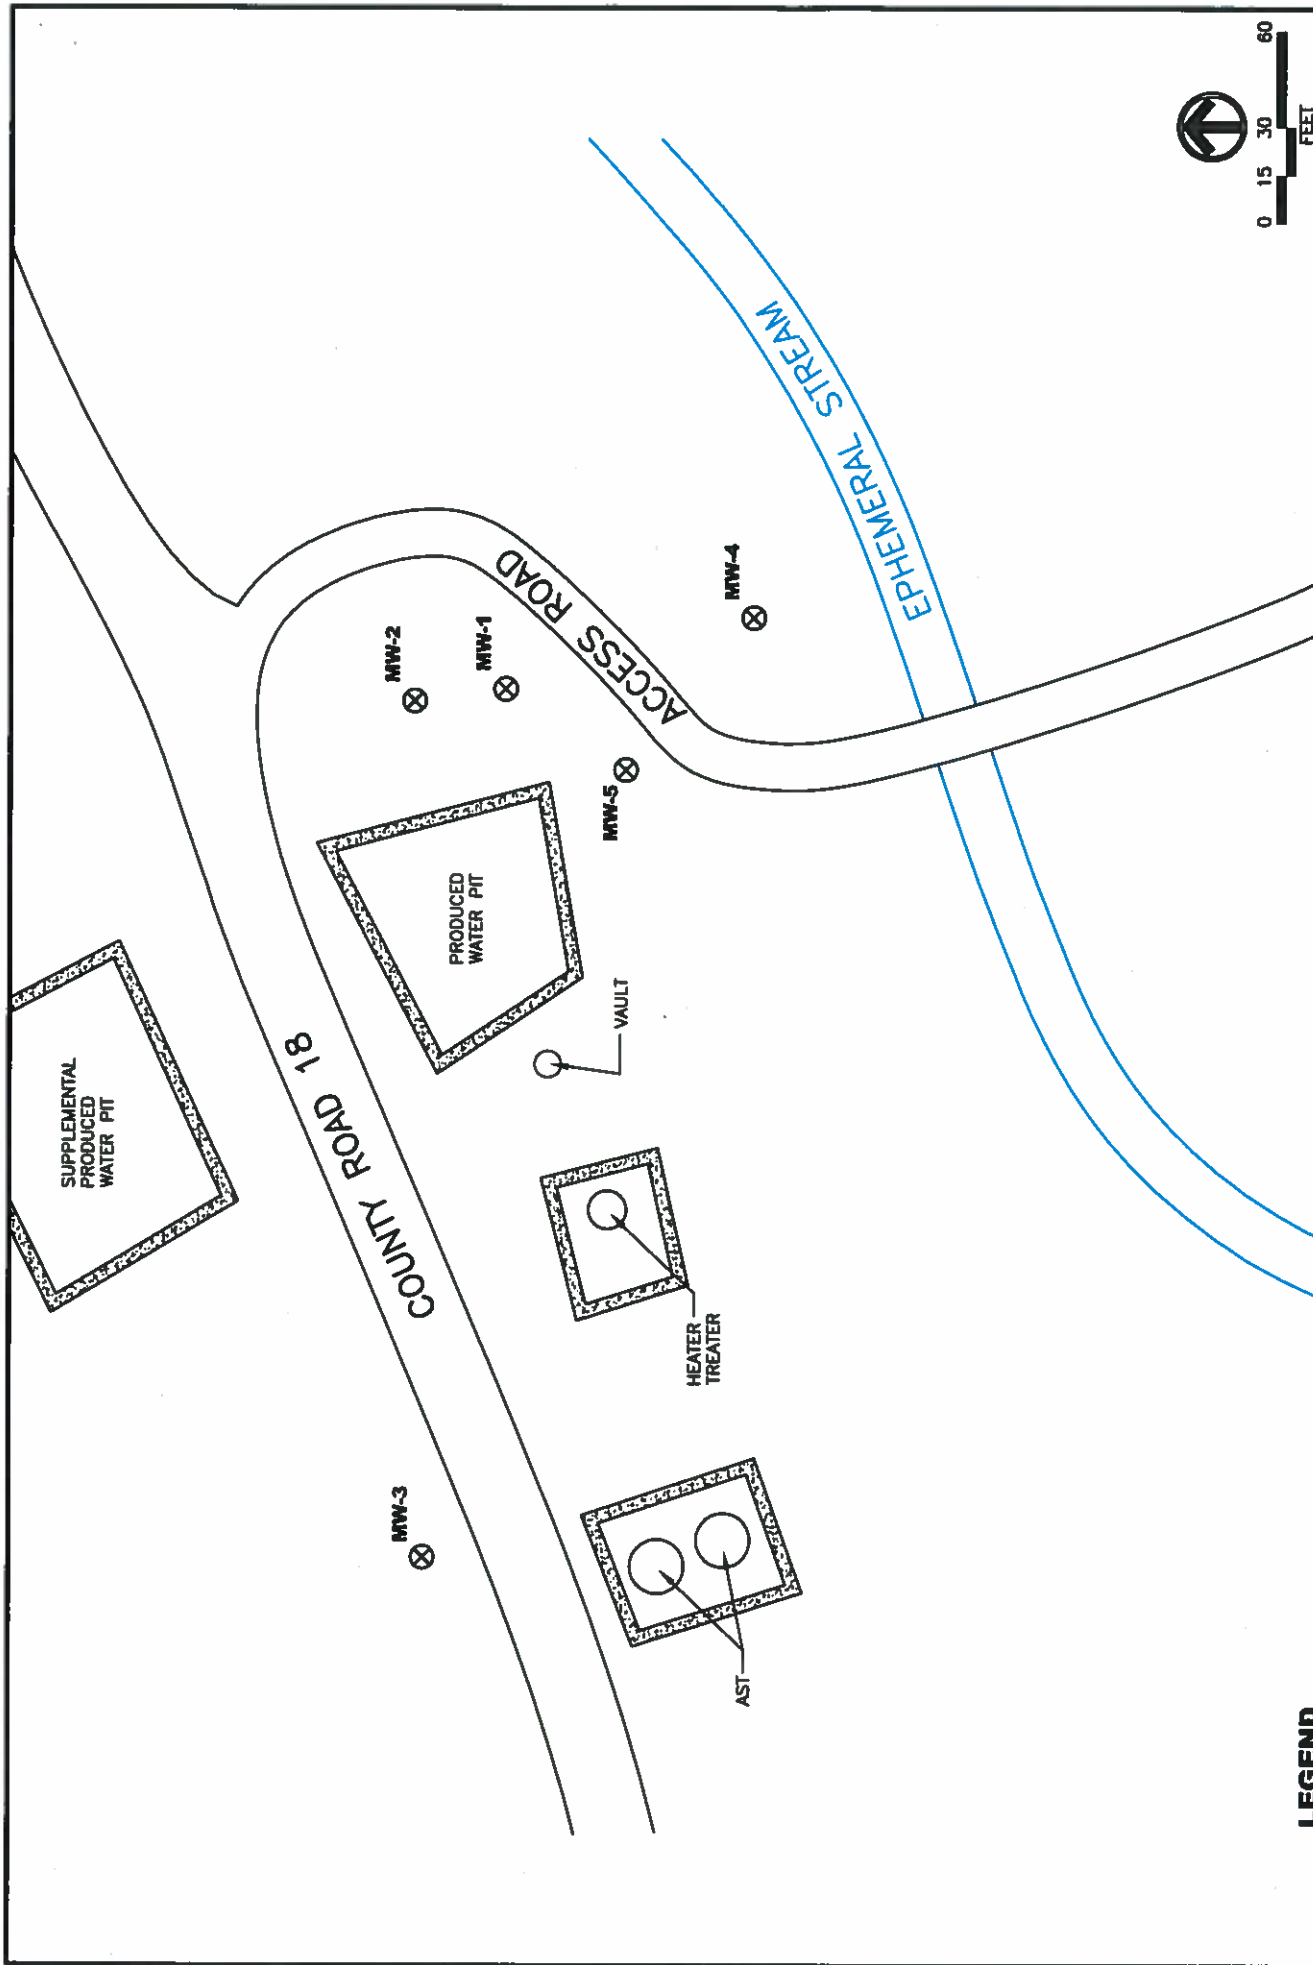 SUPPLEMENTAL
PRODUCED
WATER PIT
COUNTY ROAD 18
MW-3
MW-2
MW-1
PRODUCED
WATER PIT
ACCCESS ROAD
MW-5
VAULT
MW-4
HEATER
TREATER
AST
EPHEMERAL STREAM
0 15 30 60
FEET
LEGEND